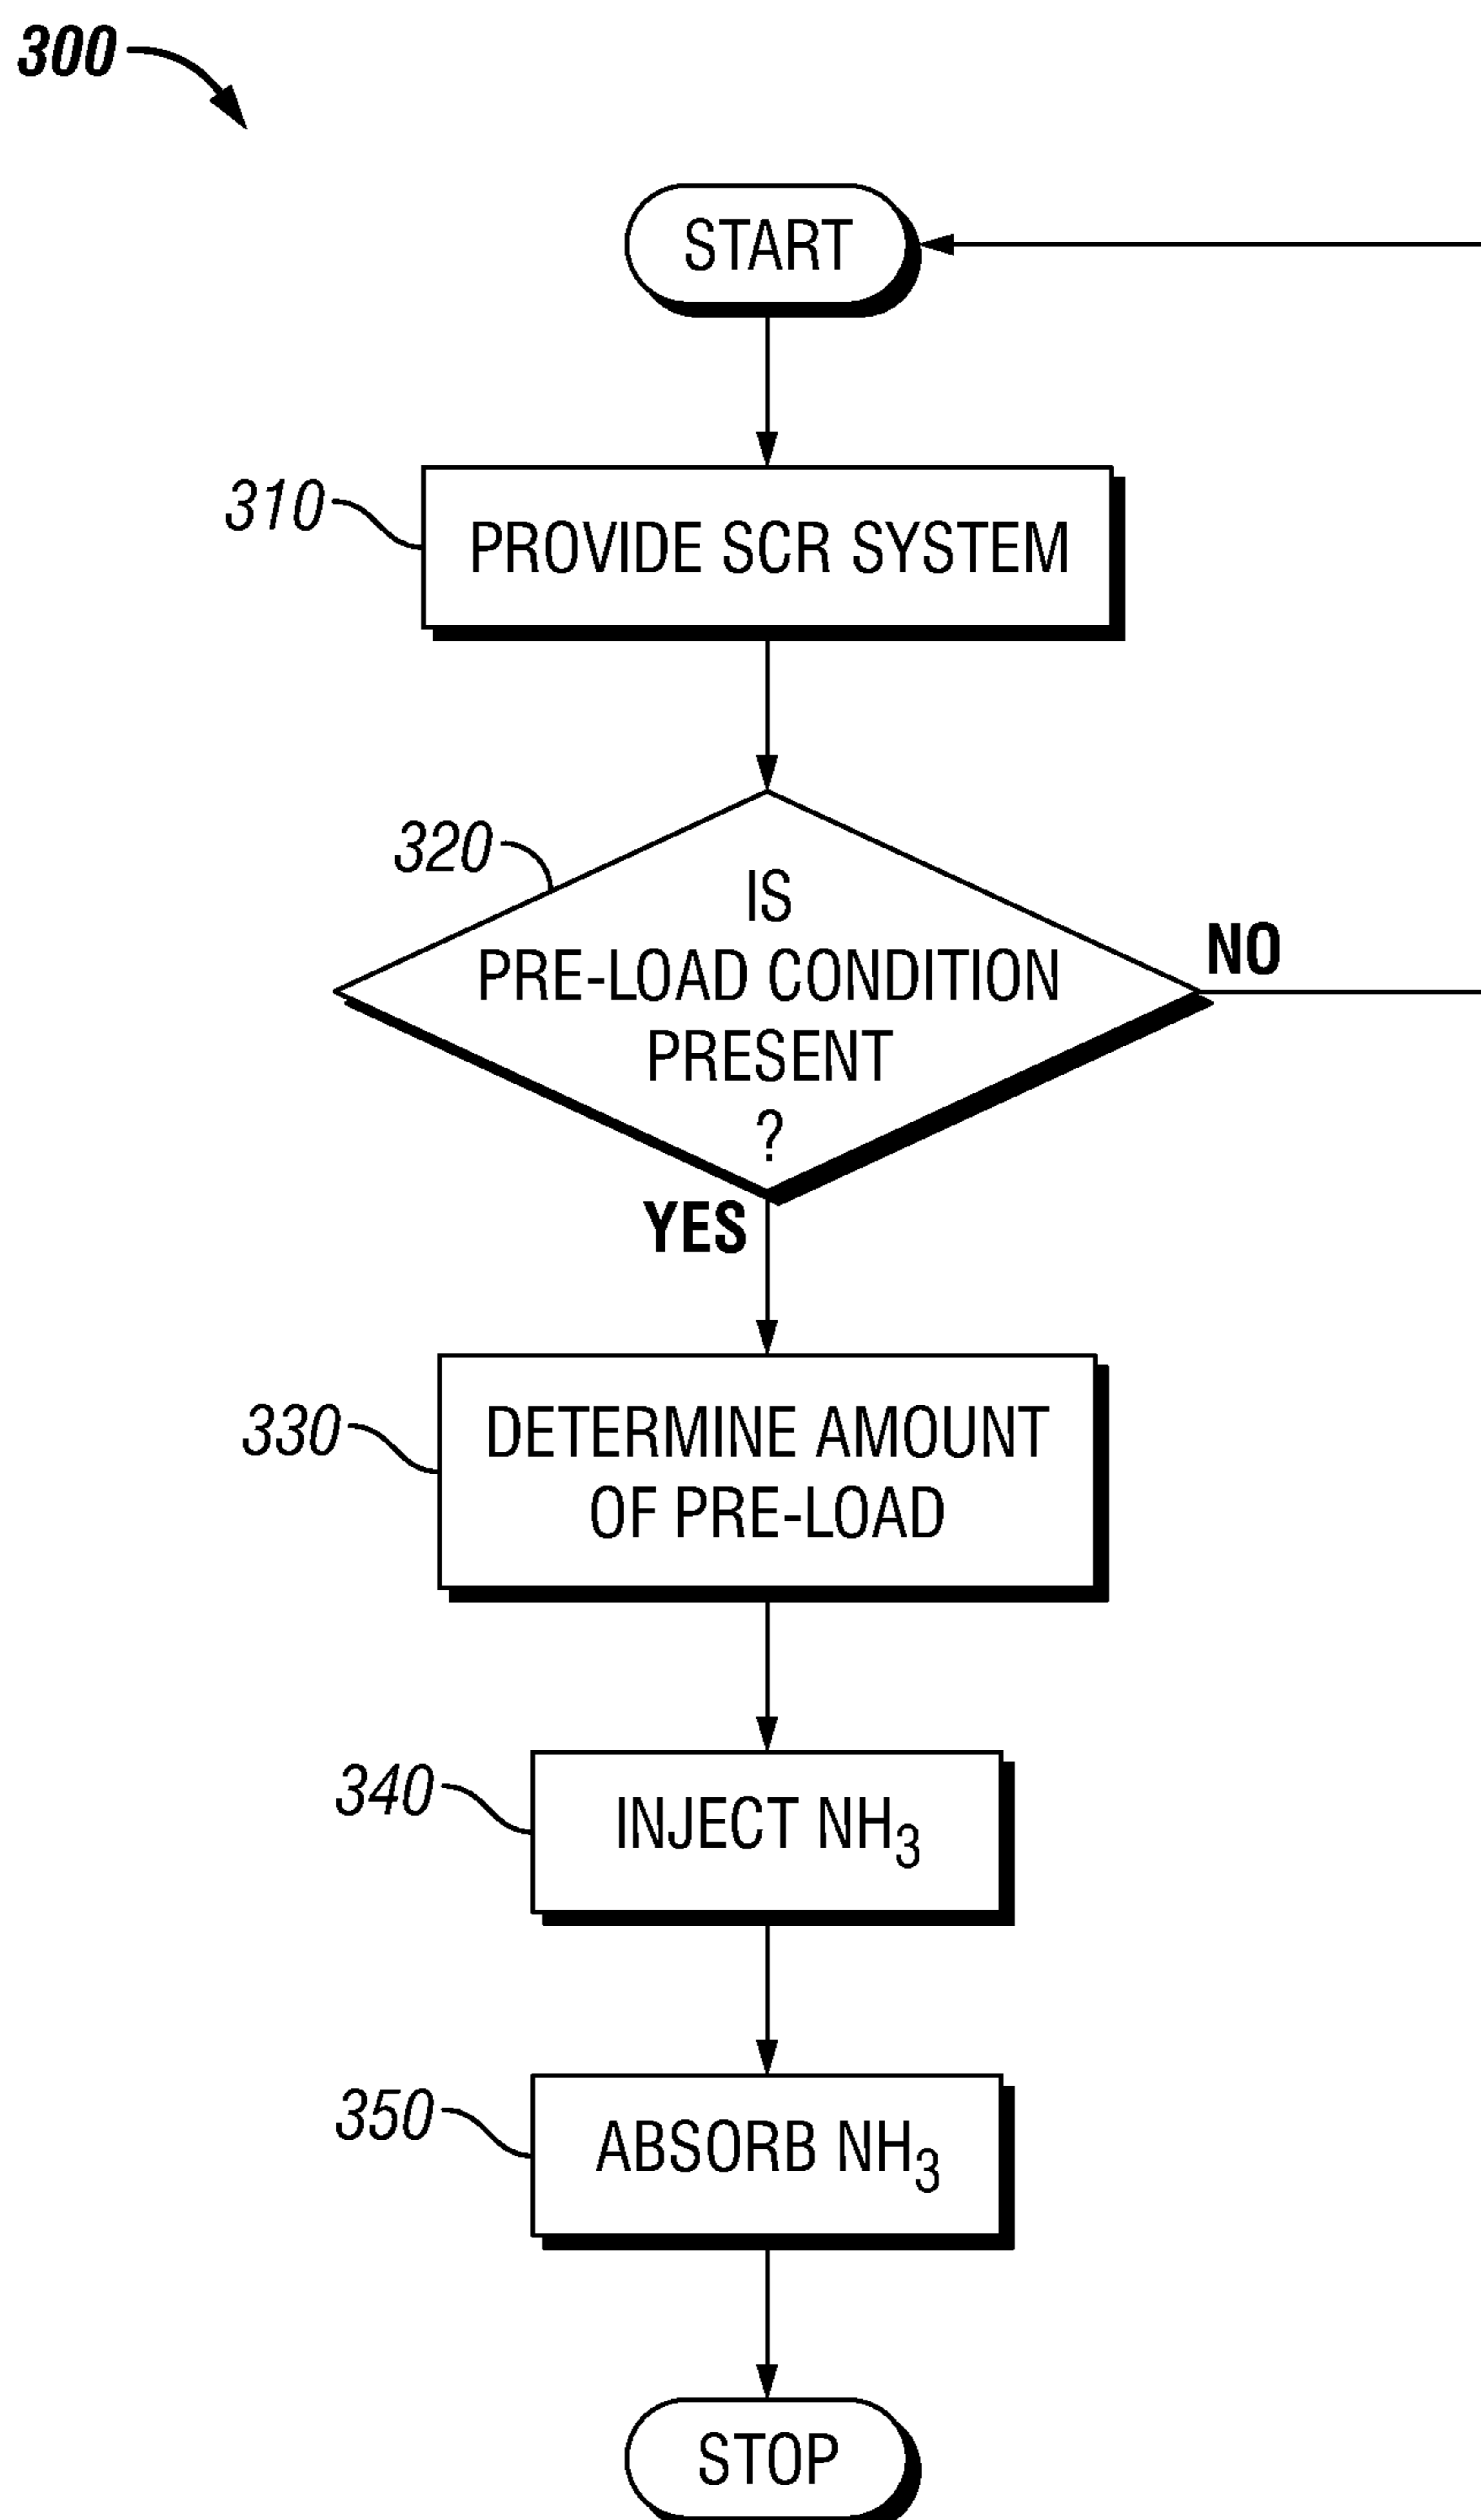 300
START
310
PROVIDE SCR SYSTEM
320
IS
PRE-LOAD CONDITION
PRESENT
?
NO
YES
330
DETERMINE AMOUNT
OF PRE-LOAD
340
INJECT NH3
350
ABSORB NH3
STOP